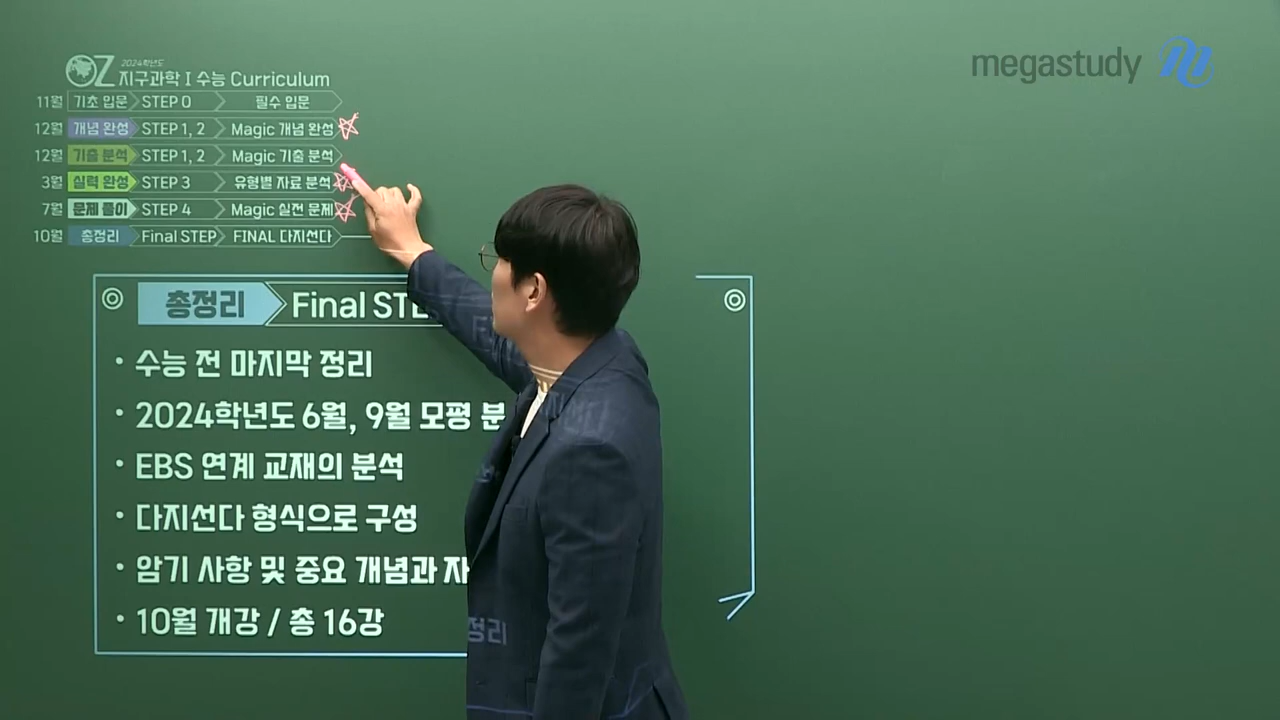 OZ 2024학년도
지구과학 I 수능 Curriculum
11월 기초 입문 STEP 0 필수 입문
12월 개념 완성 STEP 1, 2 Magic 개념 완성
12월 기출 분석 STEP 1, 2 Magic 기출 분석
3월 실력 완성 STEP 3 유형별 자료 분석
7월 문제 풀이 STEP 4 Magic 실전 문제
10월 총정리 Final STEP FINAL 다지선다
megastudy
총정리 Final STE
• 수능 전 마지막 정리
• 2024학년도 6월, 9월 모평 분
• EBS 연계 교재의 분석
• 다지선다 형식으로 구성
• 암기 사항 및 중요 개념과 자
• 10월 개강 / 총 16강
정리